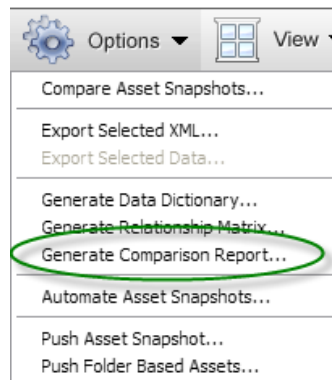 Options View
Compare Asset Snapshots...
Export Selected XML...
Export Selected Data...
Generate Data Dictionary...
Generate Relationship Matrix...
Generate Comparison Report...
Automate Asset Snapshots...
Push Asset Snapshot...
Push Folder Based Assets...